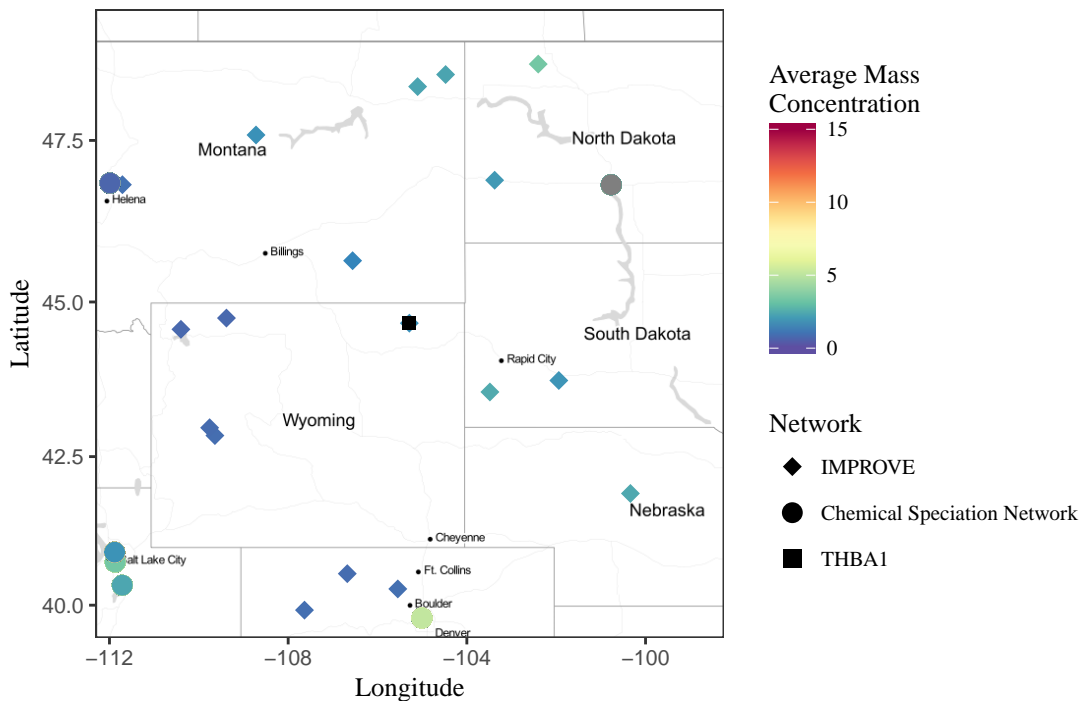 47.5
45.0
42.5
40.0
−112
−108
−104
−100
Latitude
Longitude
Montana
North Dakota
Helena
Billings
South Dakota
Rapid City
Wyoming
Nebraska
Cheyenne
alt Lake City
Ft. Collins
Boulder
Denver
Average Mass
Concentration
15
10
5
0
Network
IMPROVE
Chemical Speciation Network
THBA1